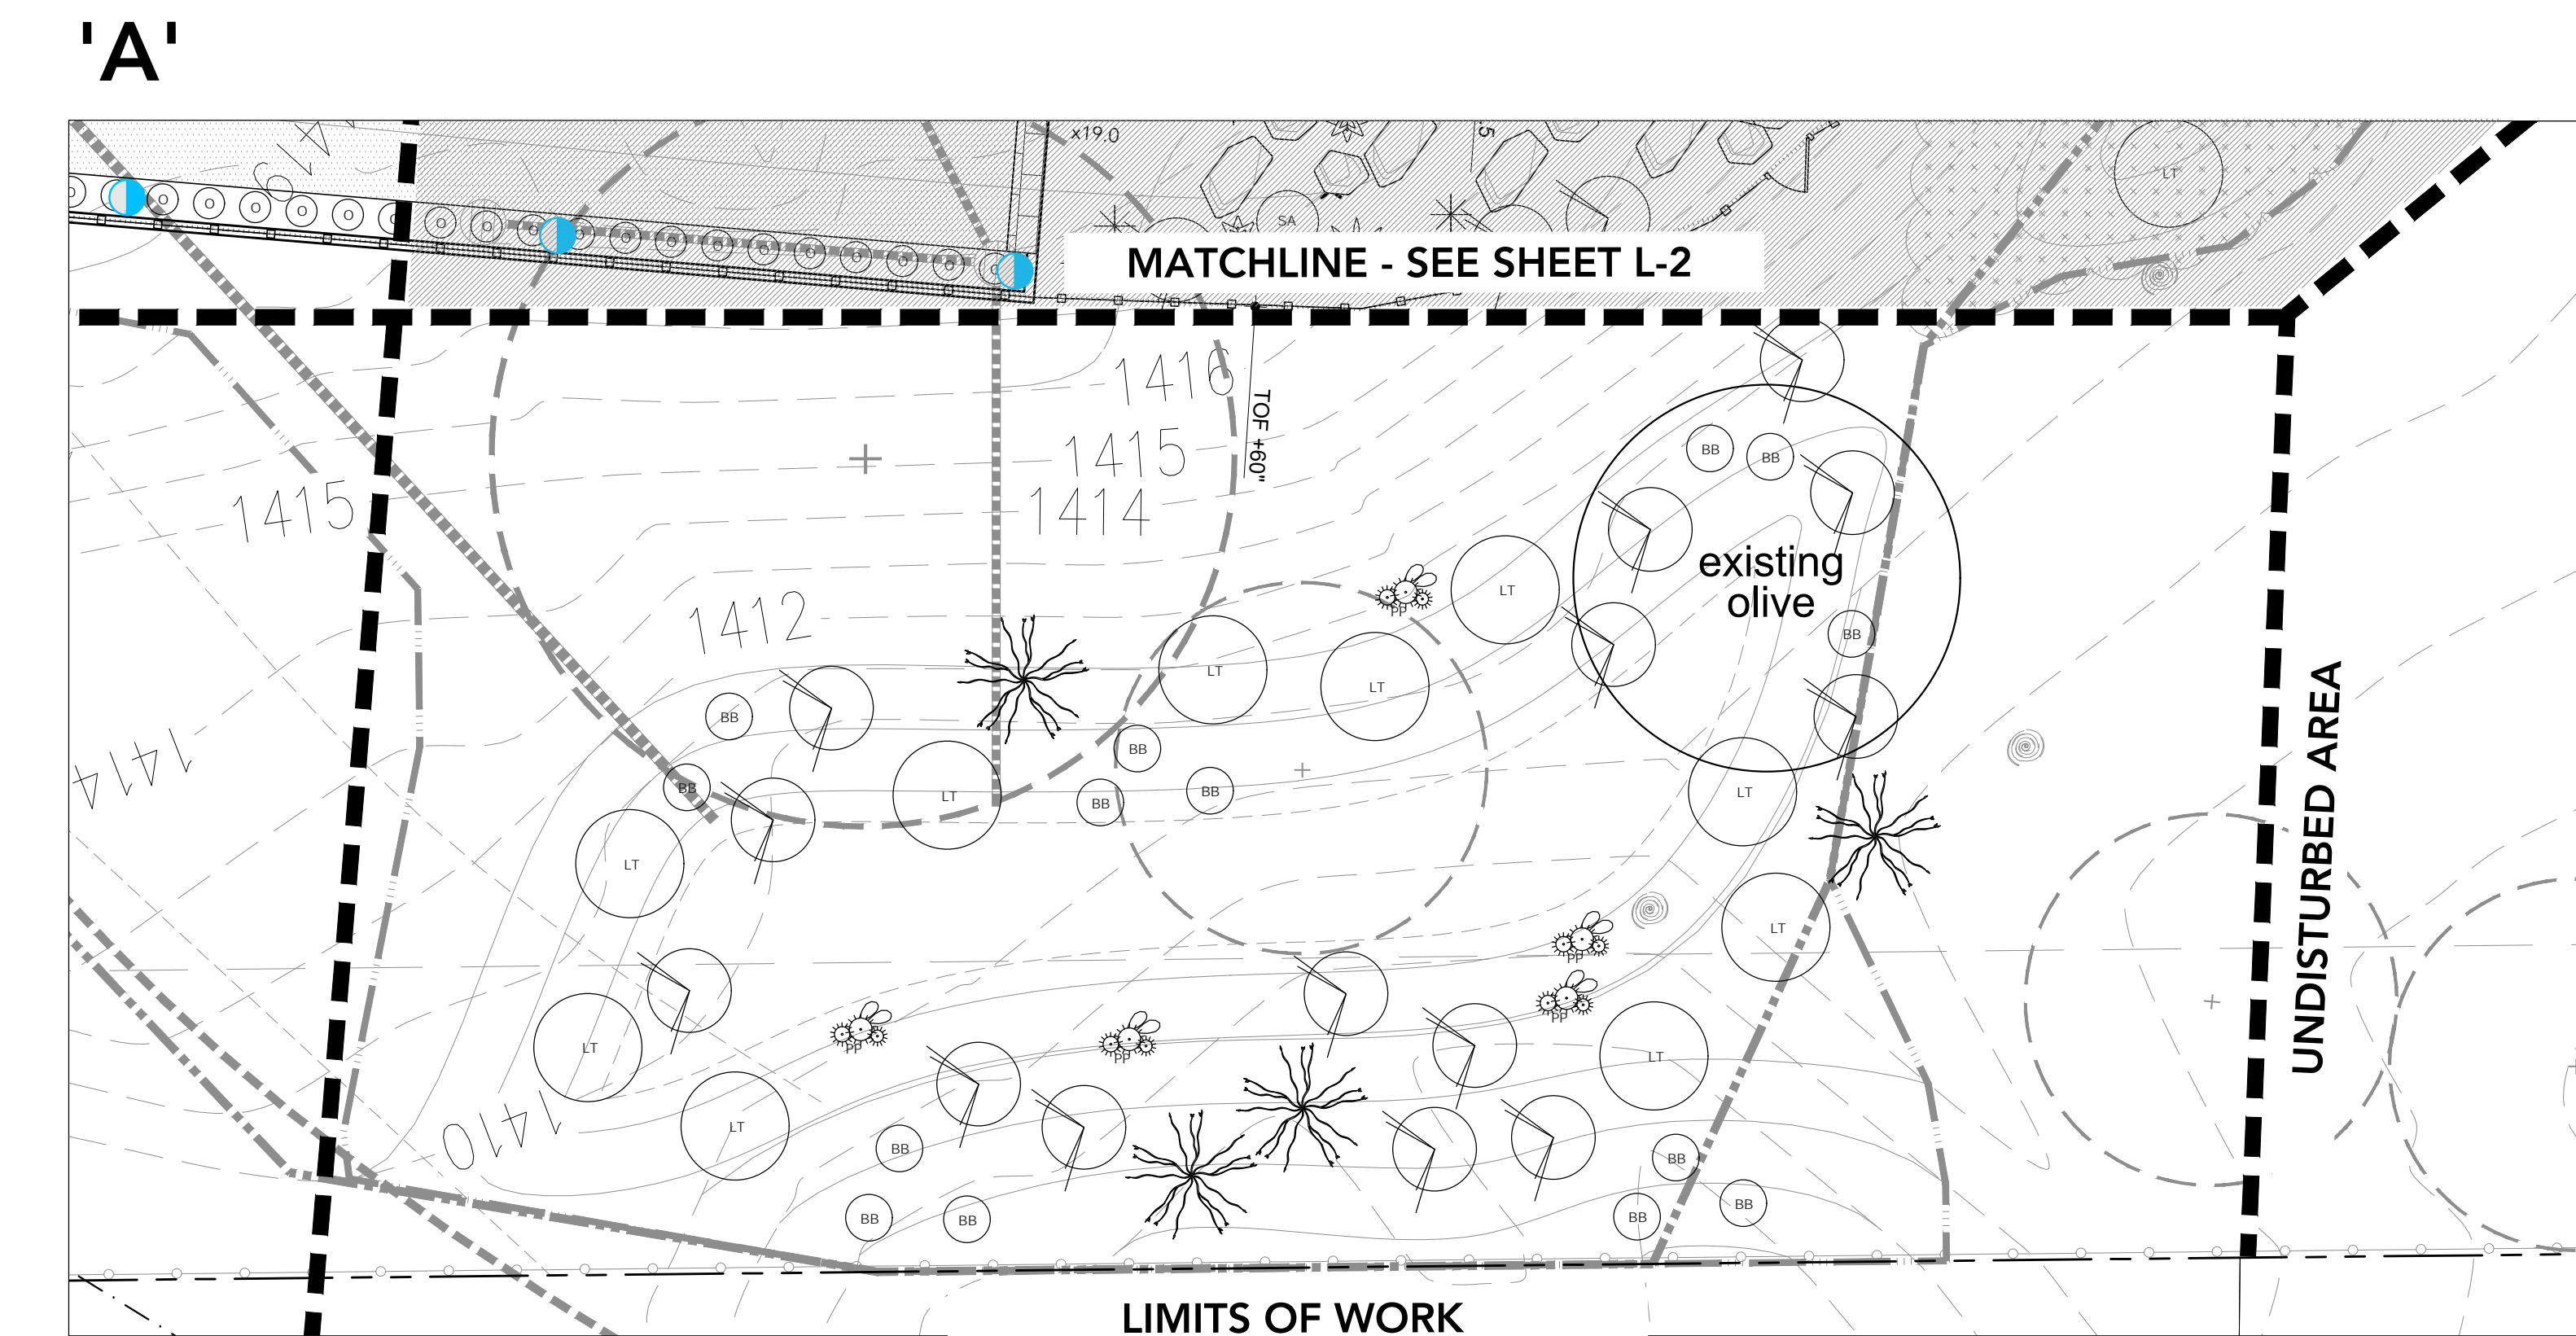 'A'
x19.0
.5
LT
SA
MATCHLINE - SEE SHEET L-2
1416
TOF +60"
1415
BB
BB
1415
1414
existing
olive
LT
PP
1412
BB
LT
LT
BB
BB
1414
BB
BB
BB
LT
LT
LT
UNDISTURBED AREA
LT
PP
PP
PP
PP
LT
LT
LT
1410
BB
BB
BB
BB
BB
BB
LIMITS OF WORK